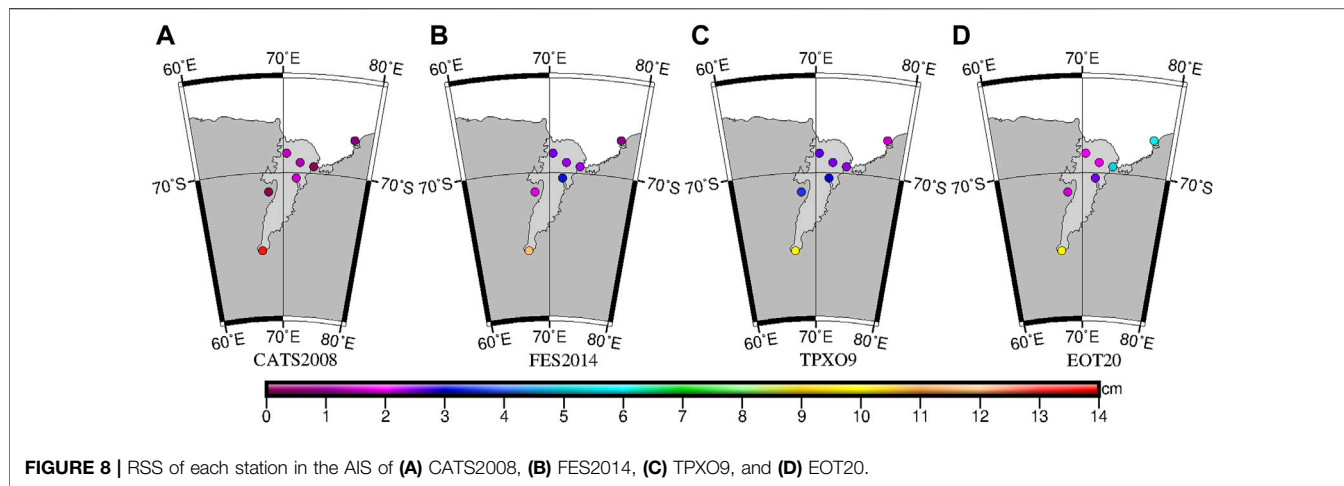 A B C D
60°E 70°E 80°E 60°E 70°E 80°E 60°E 70°E 80°E 60°E 70°E 80°E
70°S 70°S 70°S 70°S 70°S 70°S 70°S 70°S
60°E 70°E 80°E 60°E 70°E 80°E 60°E 70°E 80°E 60°E 70°E 80°E
CATS2008 FES2014 TPXO9 EOT20
cm
0 1 2 3 4 5 6 7 8 9 10 11 12 13 14
FIGURE 8 | RSS of each station in the AIS of (A) CATS2008, (B) FES2014, (C) TPXO9, and (D) EOT20.